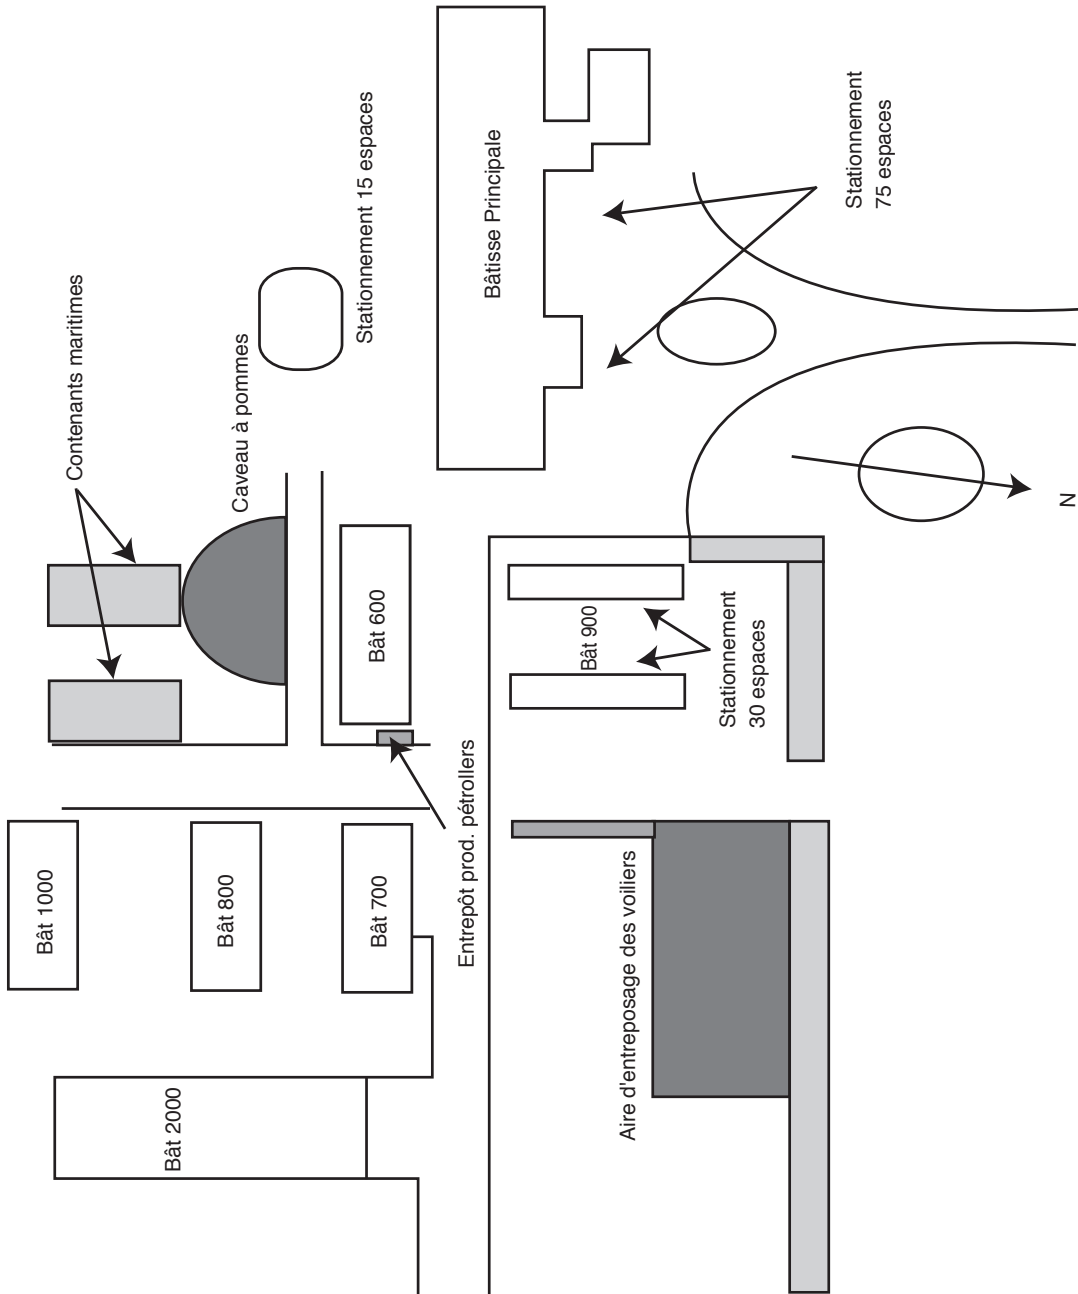 Bât 1000
Contenants maritimes
Bât 2000
Bât 800
Caveau à pommes
Bât 700
Bât 600
Stationnement 15 espaces
Entrepôt prod. pétrollers
Bâtisse Principale
Bât 900
Aire d'entreposage des voiliers
Stationnement
30 espaces
Stationnement
75 espaces
N